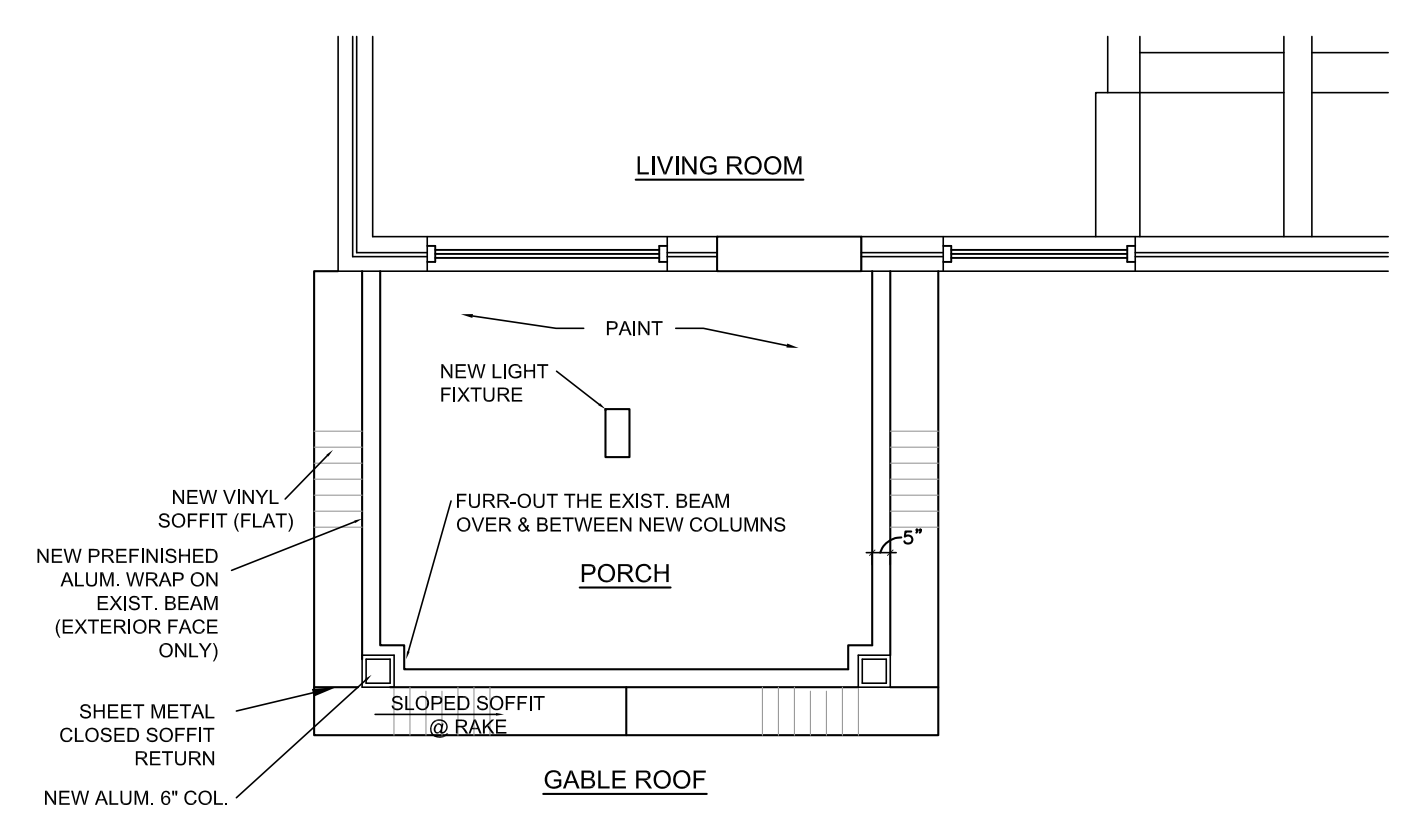 LIVING ROOM
PAINT
NEW LIGHT
FIXTURE
NEW VINYL
SOFFIT (FLAT)
FURR-OUT THE EXIST. BEAM
OVER & BETWEEN NEW COLUMNS
5"
NEW PREFINISHED
ALUM. WRAP ON
EXIST. BEAM
(EXTERIOR FACE
ONLY)
PORCH
SHEET METAL
CLOSED SOFFIT
RETURN
SLOPED SOFFIT
@ RAKE
NEW ALUM. 6" COL.
GABLE ROOF